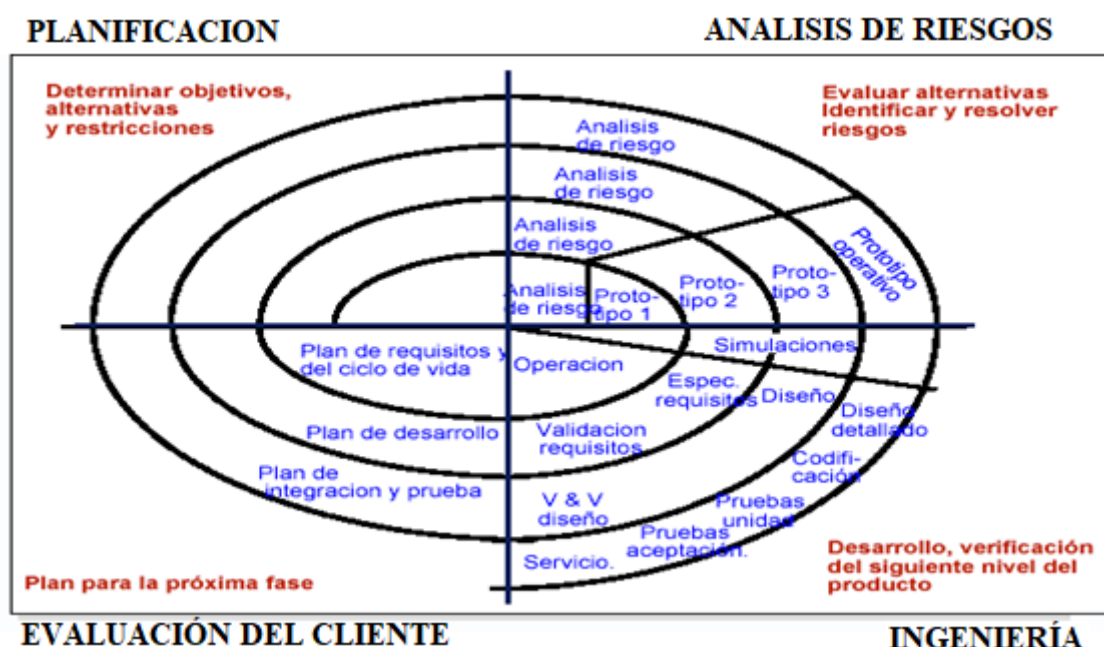 PLANIFICACION
ANALISIS DE RIESGOS
Determinar objetivos,
alternativas
y restricciones
Evaluar alternativas
Identificar y resolver
riesgos
Analisis
de riesgo
Analisis
de riesgo
Analisis
de riesgo
Analisis
de riesgo
Proto-
tipo 1
Proto-
tipo 2
Proto-
tipo 3
Prototipo
operativo
Plan de requisitos y
del ciclo de vida
Operacion
Simulaciones
Espec.
requisitos
Diseño
Diseño
detallado
Plan de desarrollo
Validacion
requisitos
Codifi-
cación
Plan de
integracion y prueba
V & V
diseño
Pruebas
unidad
Pruebas
aceptación.
Servicio.
Plan para la próxima fase
Desarrollo, verificación
del siguiente nivel del
producto
EVALUACIÓN DEL CLIENTE
INGENIERÍA